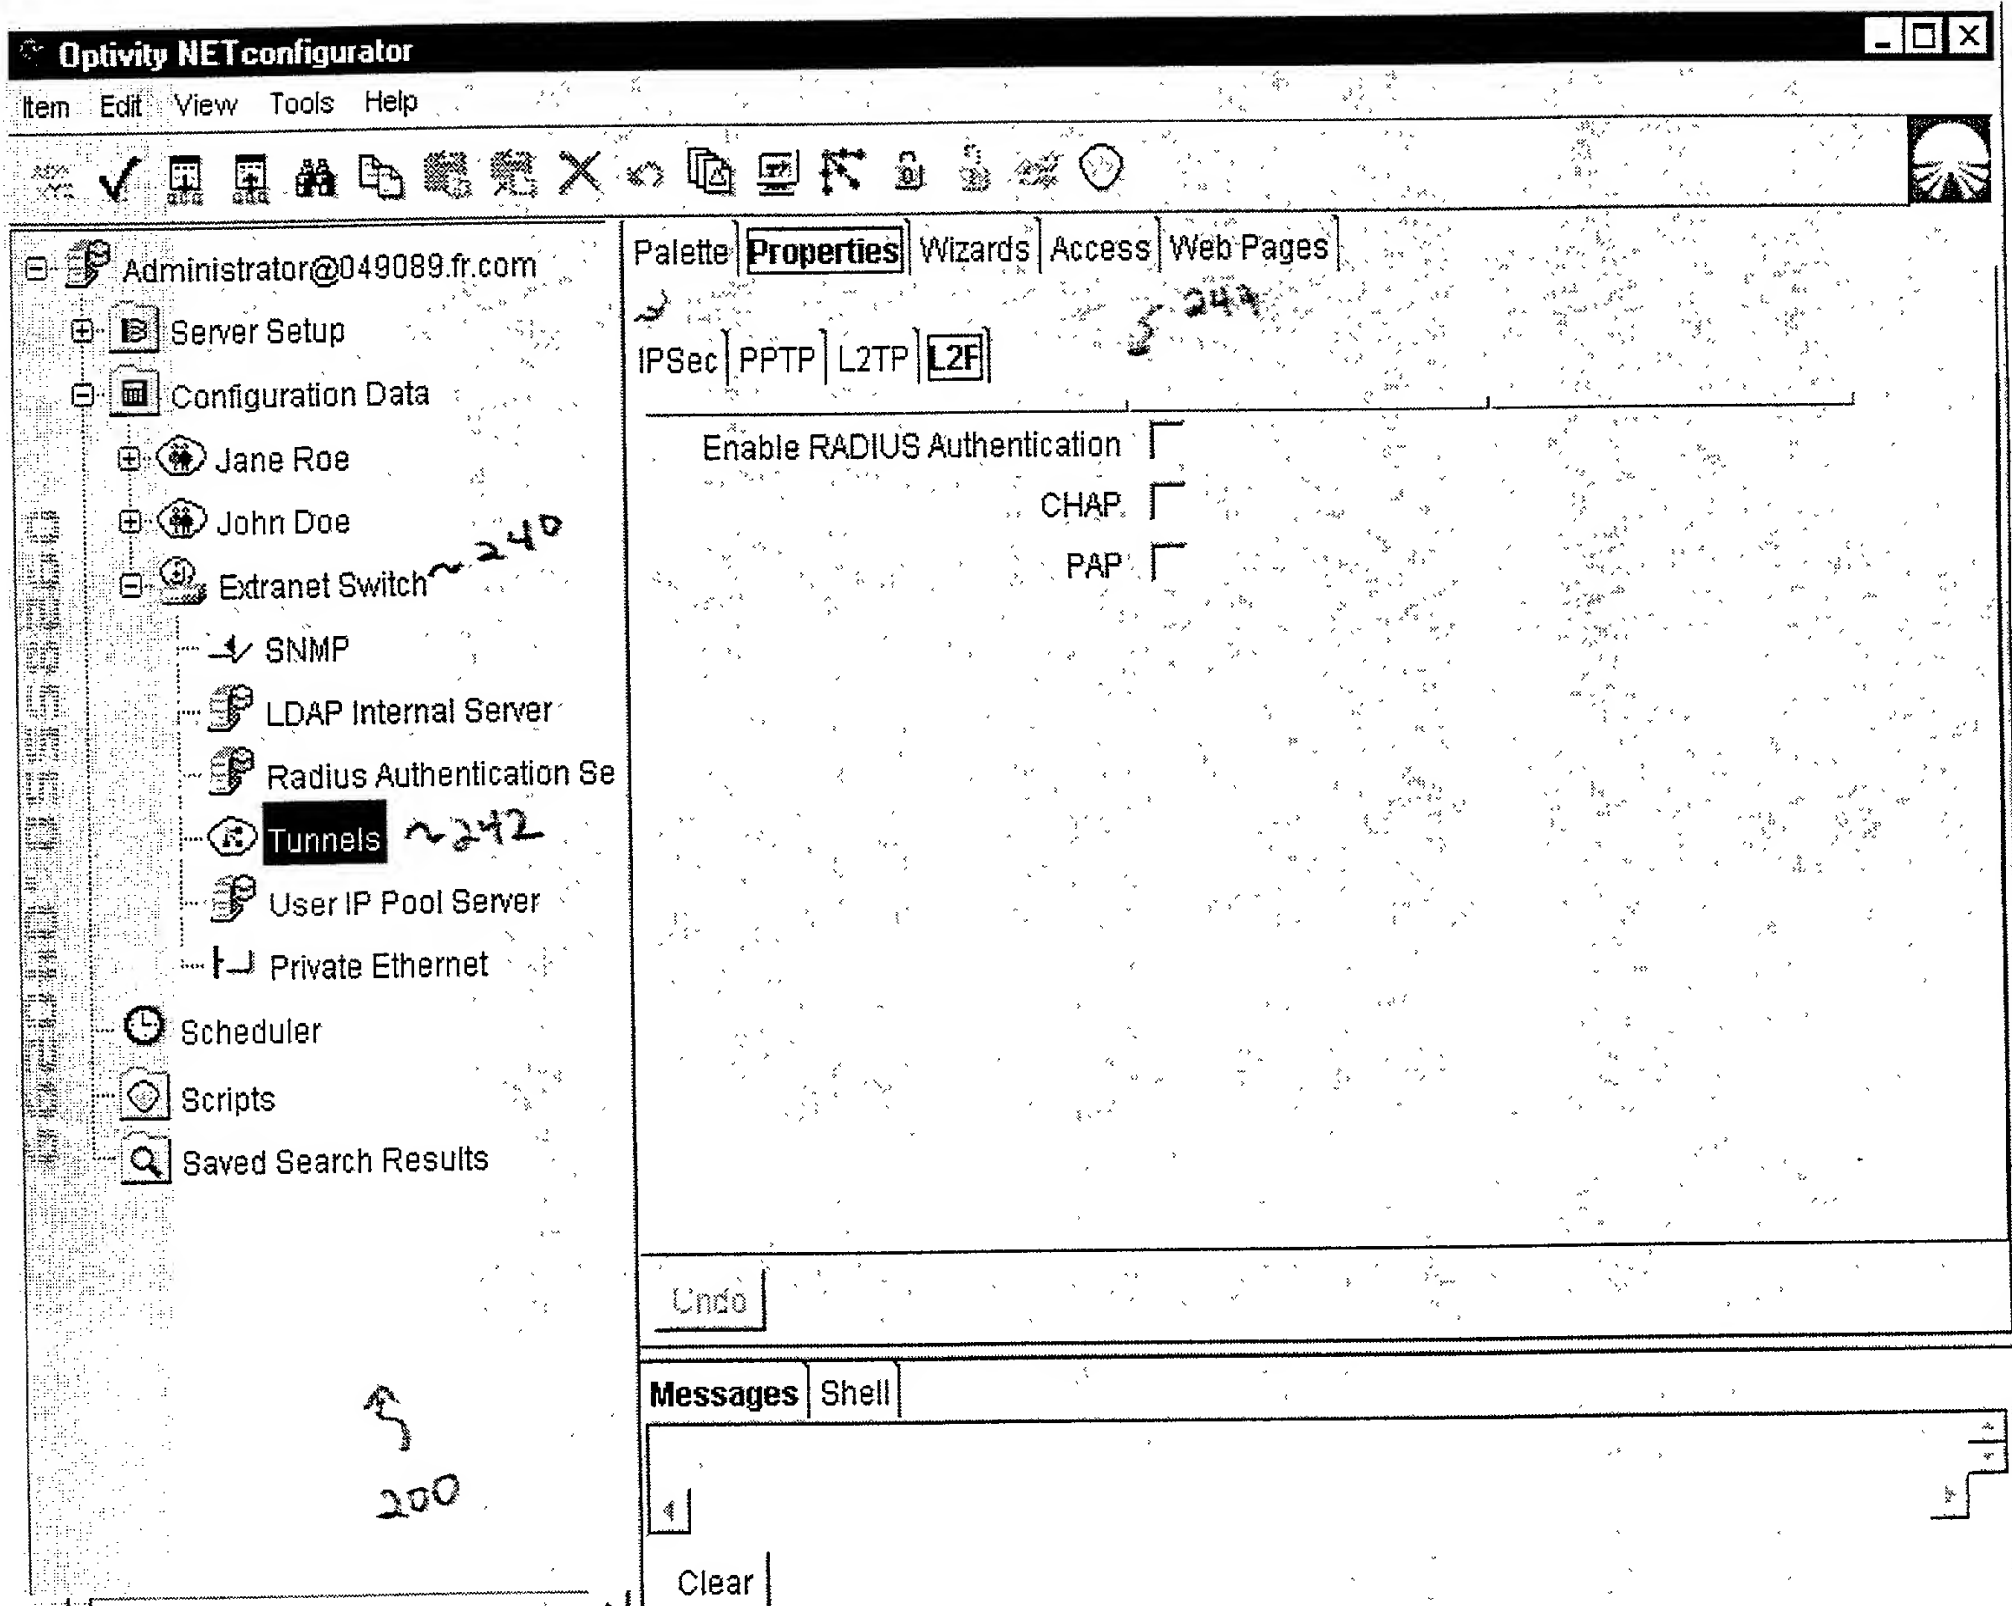 Optivity NETconfigurator
Item Edit View Tools Help
Administrator@049089.fr.com
Server Setup
Configuration Data
Jane Roe
John Doe
Extranet Switch ~ 240
SNMP
LDAP Internal Server
Radius Authentication Se
Tunnels ~242
User IP Pool Server
Private Ethernet
Scheduler
Scripts
Saved Search Results
200
Palette Properties Wizards Access Web Pages
IPSec PPTP L2TP L2F
Enable RADIUS Authentication
CHAP
PAP
Undo
Messages Shell
Clear